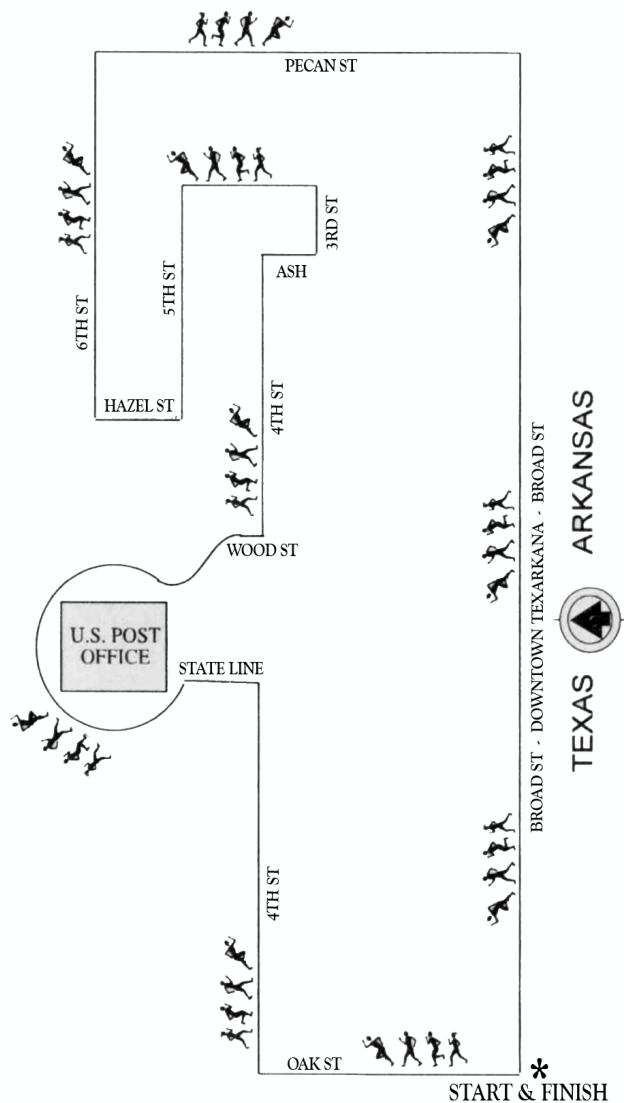 PECAN ST
3RD ST
ASH
5TH ST
6TH ST
HAZEL ST
4TH ST
WOOD ST
U.S. POST
OFFICE
STATE LINE
BROAD ST - DOWNTOWN TEXARKANA - BROAD ST
TEXAS
ARKANSAS
4TH ST
OAK ST
*
START & FINISH